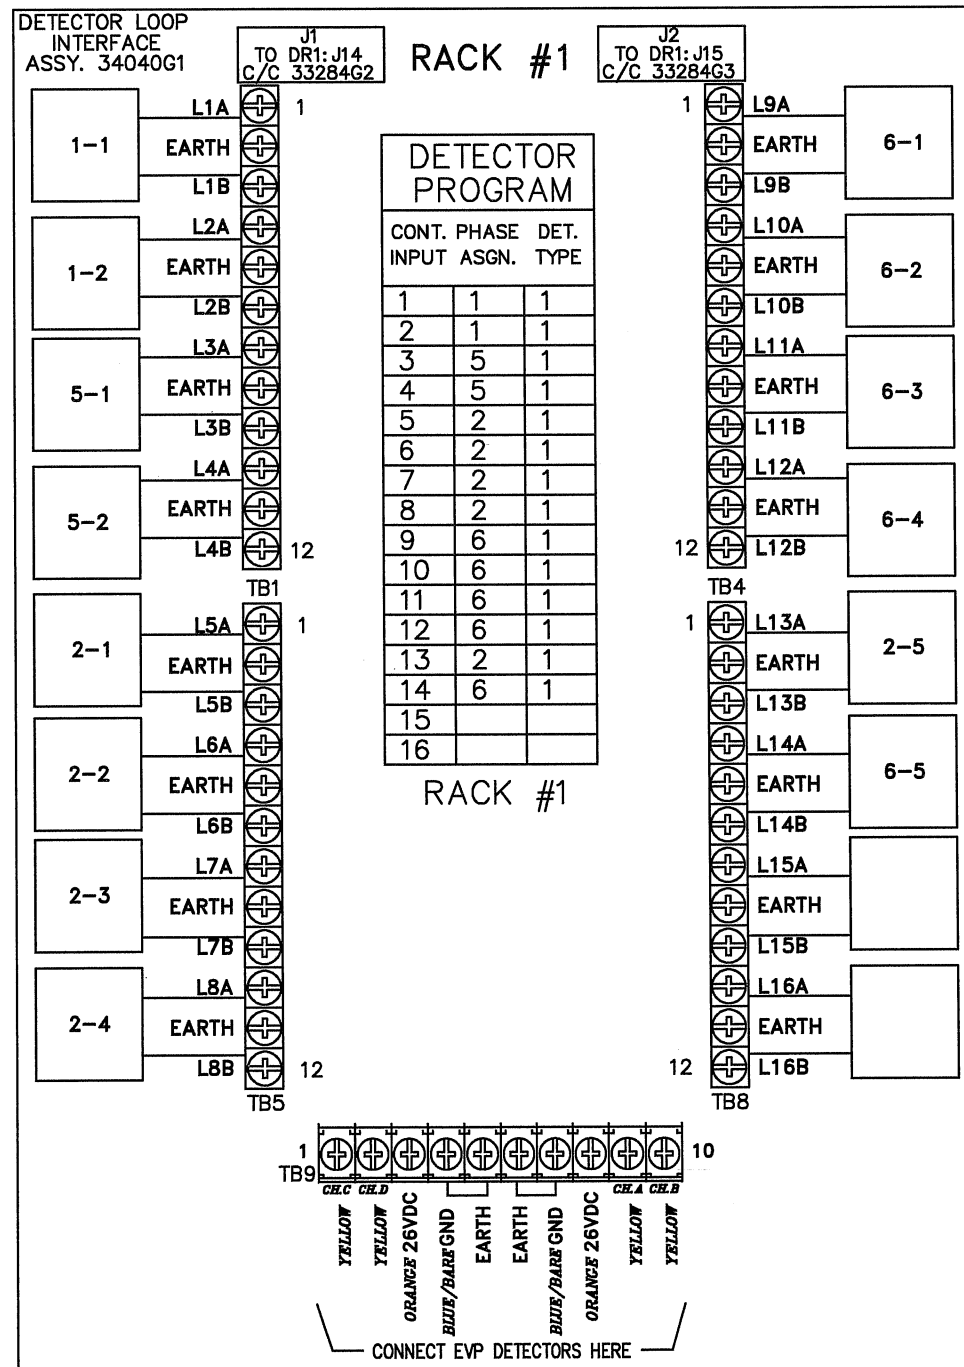 DETECTOR LOOP
INTERFACE
ASSY. 34040G1
J1
TO DR1:J14
C/C 33284G2
RACK #1
J2
TO DR1:J15
C/C 33284G3
1-1
L1A
EARTH
L1B
1
1-2
L2A
EARTH
L2B
5-1
L3A
EARTH
L3B
5-2
L4A
EARTH
L4B
12
TB1
2-1
L5A
EARTH
L5B
1
2-2
L6A
EARTH
L6B
2-3
L7A
EARTH
L7B
2-4
L8A
EARTH
L8B
12
TB5
DETECTOR
PROGRAM
CONT. PHASE DET.
INPUT ASGN. TYPE
1 1 1
2 1 1
3 5 1
4 5 1
5 2 1
6 2 1
7 2 1
8 2 1
9 6 1
10 6 1
11 6 1
12 6 1
13 2 1
14 6 1
15
16
RACK #1
1
L9A
EARTH
L9B
6-1
L10A
EARTH
L10B
6-2
L11A
EARTH
L11B
6-3
L12A
EARTH
12
L12B
6-4
TB4
1
L13A
EARTH
L13B
2-5
L14A
EARTH
L14B
6-5
L15A
EARTH
L15B
L16A
EARTH
12
L16B
TB8
1
TB9
10
CH.C
CH.D
CH.A
CH.B
YELLOW
YELLOW
ORANGE 26VDC
BLUE/BARE GND
EARTH
EARTH
BLUE/BARE GND
ORANGE 26VDC
YELLOW
YELLOW
CONNECT EVP DETECTORS HERE